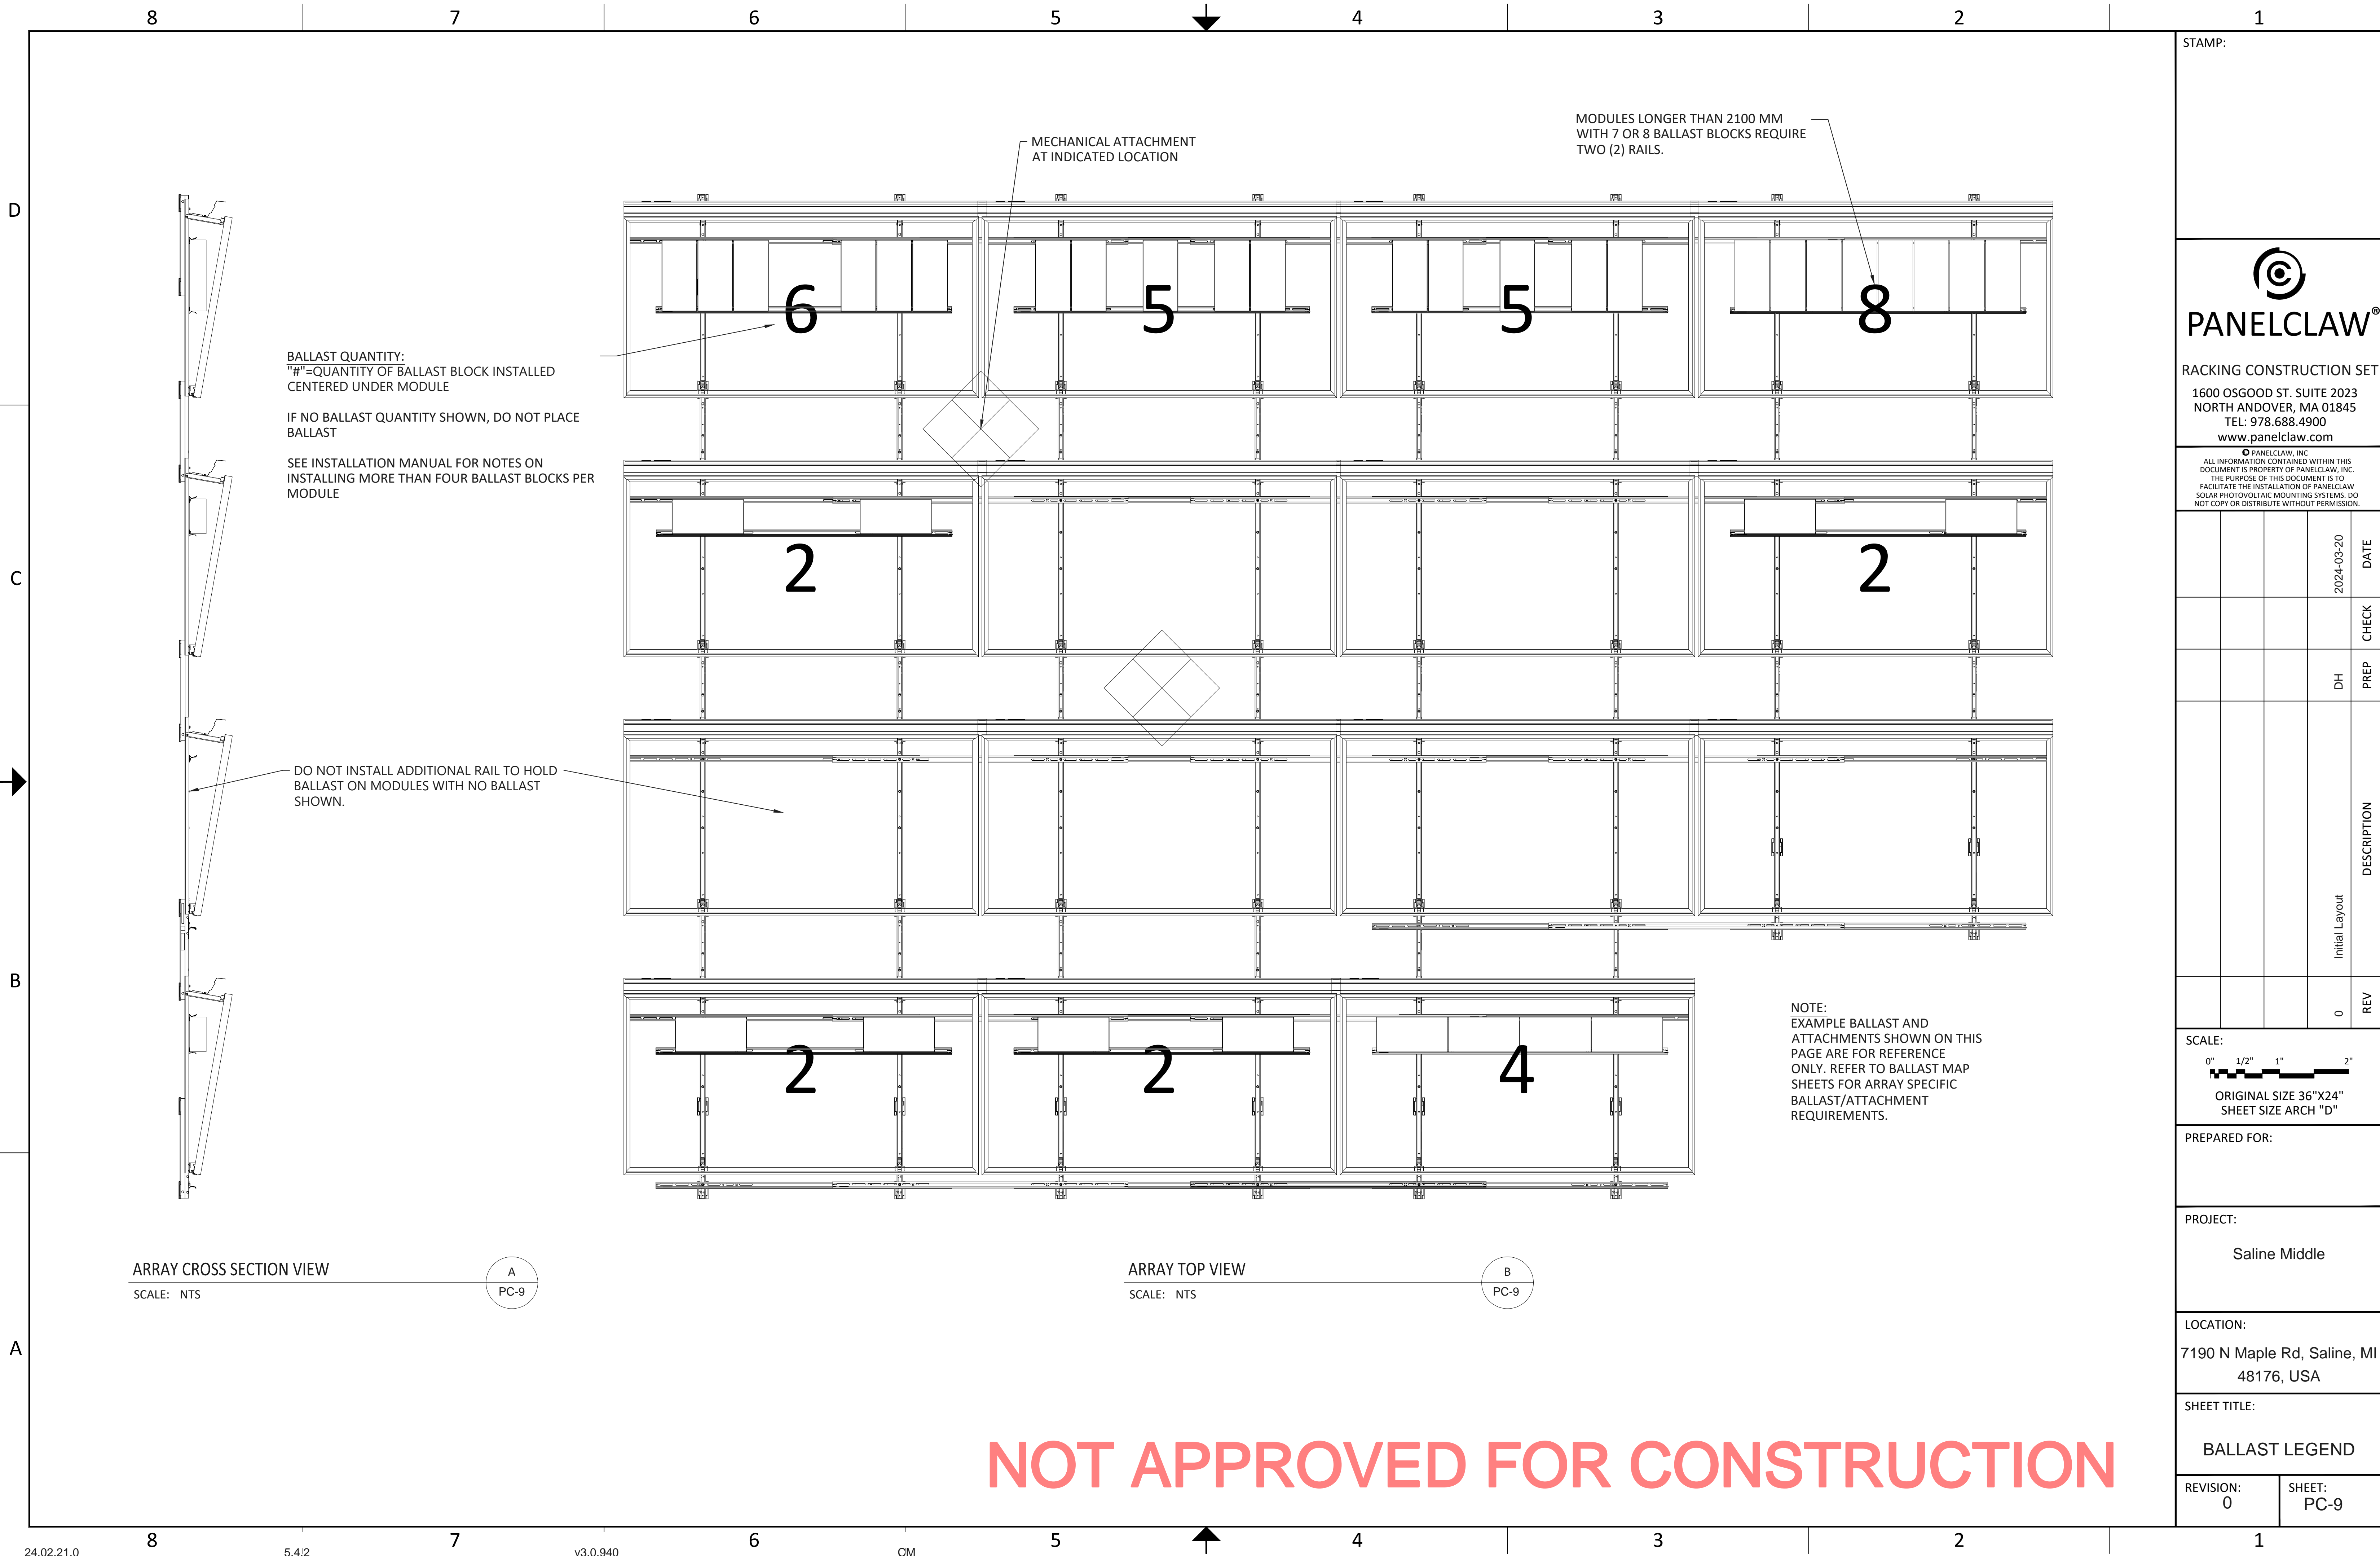 8 7 6 5 4 3 2 1
STAMP:
MECHANICAL ATTACHMENT
AT INDICATED LOCATION
MODULES LONGER THAN 2100 MM
WITH 7 OR 8 BALLAST BLOCKS REQUIRE
TWO (2) RAILS.
D
6 5 5 8
BALLAST QUANTITY:
"#"=QUANTITY OF BALLAST BLOCK INSTALLED
CENTERED UNDER MODULE
IF NO BALLAST QUANTITY SHOWN, DO NOT PLACE
BALLAST
SEE INSTALLATION MANUAL FOR NOTES ON
INSTALLING MORE THAN FOUR BALLAST BLOCKS PER
MODULE
C
2 2
DO NOT INSTALL ADDITIONAL RAIL TO HOLD
BALLAST ON MODULES WITH NO BALLAST
SHOWN.
B
2 2 4
NOTE:
EXAMPLE BALLAST AND
ATTACHMENTS SHOWN ON THIS
PAGE ARE FOR REFERENCE
ONLY. REFER TO BALLAST MAP
SHEETS FOR ARRAY SPECIFIC
BALLAST/ATTACHMENT
REQUIREMENTS.
ARRAY CROSS SECTION VIEW
SCALE: NTS
A
PC-9
ARRAY TOP VIEW
SCALE: NTS
B
PC-9
A
NOT APPROVED FOR CONSTRUCTION
PANELCLAW®
RACKING CONSTRUCTION SET
1600 OSGOOD ST. SUITE 2023
NORTH ANDOVER, MA 01845
TEL: 978.688.4900
www.panelclaw.com
© PANELCLAW, INC
ALL INFORMATION CONTAINED WITHIN THIS
DOCUMENT IS PROPERTY OF PANELCLAW, INC.
THE PURPOSE OF THIS DOCUMENT IS TO
FACILITATE THE INSTALLATION OF PANELCLAW
SOLAR PHOTOVOLTAIC MOUNTING SYSTEMS. DO
NOT COPY OR DISTRIBUTE WITHOUT PERMISSION.
0 Initial Layout DH 2024-03-20
REV DESCRIPTION PREP CHECK DATE
SCALE:
0" 1/2" 1" 2"
ORIGINAL SIZE 36"X24"
SHEET SIZE ARCH "D"
PREPARED FOR:
PROJECT:
Saline Middle
LOCATION:
7190 N Maple Rd, Saline, MI
48176, USA
SHEET TITLE:
BALLAST LEGEND
REVISION:
0
SHEET:
PC-9
8 7 6 5 4 3 2 1
24.02.21.0 5.4.2 v3.0.940 OM